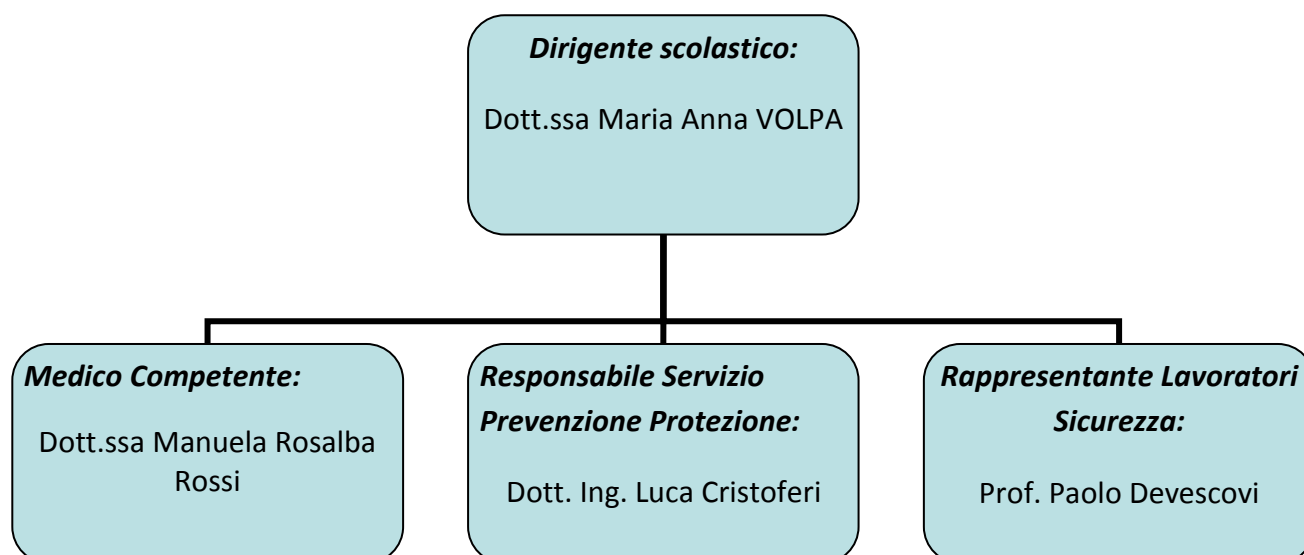 Dirigente scolastico:
Dott.ssa Maria Anna VOLPA
Medico Competente:
Dott.ssa Manuela Rosalba
Rossi
Responsabile Servizio
Prevenzione Protezione:
Dott. Ing. Luca Cristoferi
Rappresentante Lavoratori
Sicurezza:
Prof. Paolo Devescovi